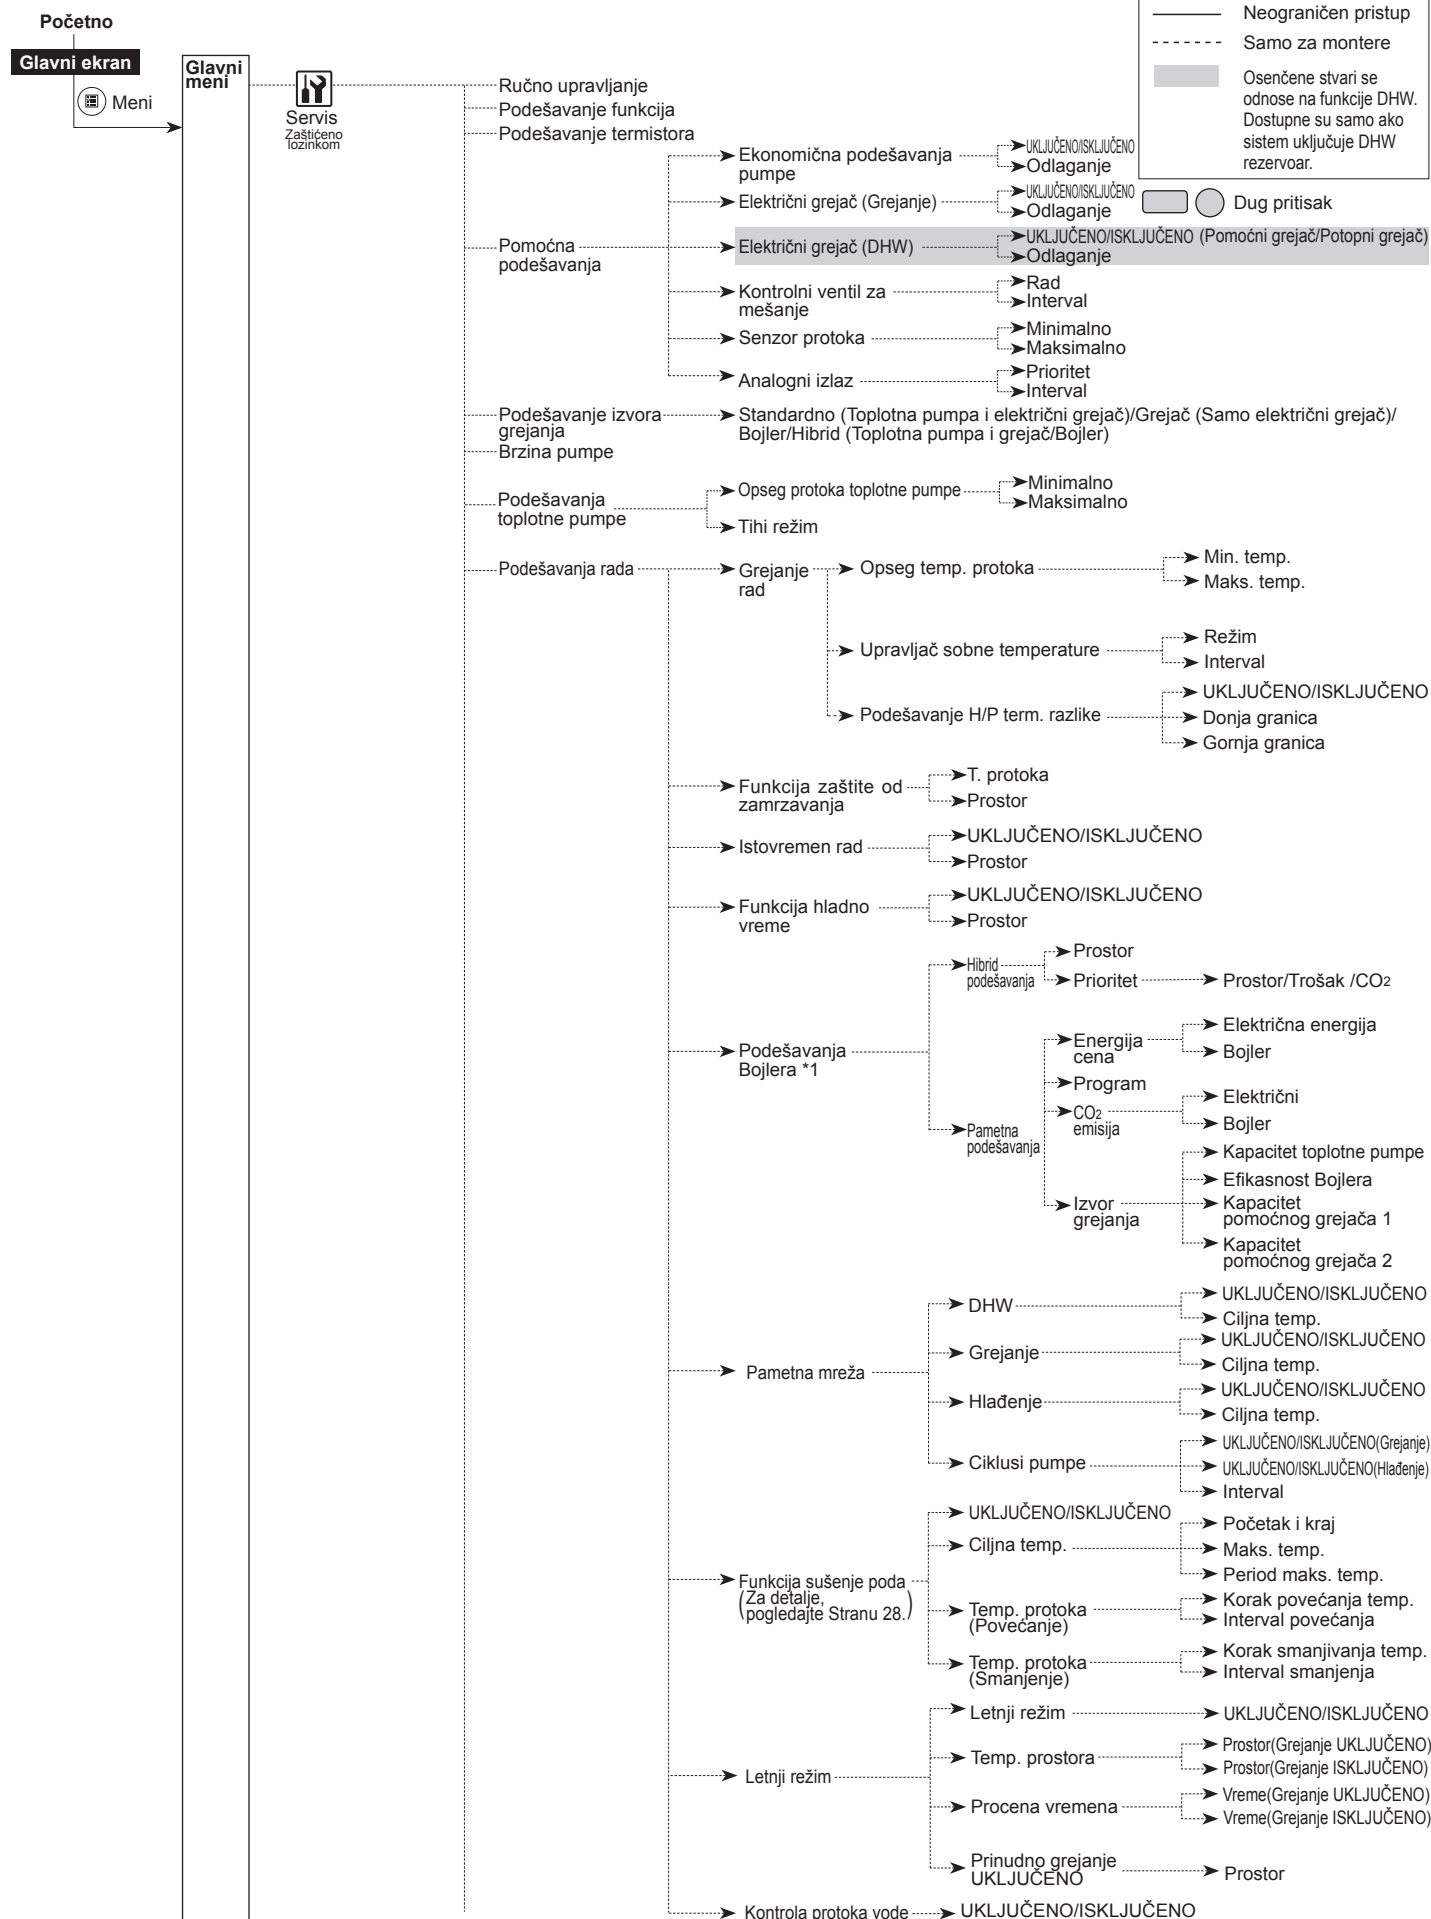 Početno
Glavni ekran
Meni
Glavni
meni
Servis
Zaštićeno
lozinkom
Neograničen pristup
Samo za montere
Osenčene stvari se
odnose na funkcije DHW.
Dostupne su samo ako
sistem uključuje DHW
rezervoar.
Dug pritisak
Ručno upravljanje
Podešavanje funkcija
Podešavanje termistora
Pomoćna
podešavanja
Ekonomična podešavanja
pumpe
UKLJUČENO/ISKLJUČENO
Odlaganje
Električni grejač (Grejanje)
UKLJUČENO/ISKLJUČENO
Odlaganje
Električni grejač (DHW)
UKLJUČENO/ISKLJUČENO (Pomoćni grejač/Potopni grejač)
Odlaganje
Kontrolni ventil za
mešanje
Rad
Interval
Senzor protoka
Minimalno
Maksimalno
Analogni izlaz
Prioritet
Interval
Podešavanje izvora
grejanja
Standardno (Toplotna pumpa i električni grejač)/Grejač (Samo električni grejač)/
Bojler/Hibrid (Toplotna pumpa i grejač/Bojler)
Brzina pumpe
Podešavanja
toplotne pumpe
Opseg protoka toplotne pumpe
Minimalno
Maksimalno
Tihi režim
Podešavanja rada
Grejanje
rad
Opseg temp. protoka
Min. temp.
Maks. temp.
Upravljač sobne temperature
Režim
Interval
Podešavanje H/P term. razlike
UKLJUČENO/ISKLJUČENO
Donja granica
Gornja granica
Funkcija zaštite od
zamrzavanja
T. protoka
Prostor
Istovremen rad
UKLJUČENO/ISKLJUČENO
Prostor
Funkcija hladno
vreme
UKLJUČENO/ISKLJUČENO
Prostor
Podešavanja
Bojlera *1
Hibrid
podešavanja
Prostor
Prioritet
Prostor/Trošak /CO2
Pametna
podešavanja
Energija
cena
Električna energija
Bojler
Program
CO2
emisija
Električni
Bojler
Izvor
grejanja
Kapacitet toplotne pumpe
Efikasnost Bojlera
Kapacitet
pomoćnog grejača 1
Kapacitet
pomoćnog grejača 2
Pametna mreža
DHW
UKLJUČENO/ISKLJUČENO
Ciljna temp.
Grejanje
UKLJUČENO/ISKLJUČENO
Ciljna temp.
Hlađenje
UKLJUČENO/ISKLJUČENO
Ciljna temp.
Ciklusi pumpe
UKLJUČENO/ISKLJUČENO(Grejanje)
UKLJUČENO/ISKLJUČENO(Hlađenje)
Interval
Funkcija sušenje poda
(Za detalje,
pogledajte Stranu 28.)
UKLJUČENO/ISKLJUČENO
Ciljna temp.
Početak i kraj
Maks. temp.
Period maks. temp.
Temp. protoka
(Povećanje)
Korak povećanja temp.
Interval povećanja
Temp. protoka
(Smanjenje)
Korak smanjivanja temp.
Interval smanjenja
Letnji režim
Letnji režim
UKLJUČENO/ISKLJUČENO
Temp. prostora
Prostor(Grejanje UKLJUČENO)
Prostor(Grejanje ISKLJUČENO)
Procena vremena
Vreme(Grejanje UKLJUČENO)
Vreme(Grejanje ISKLJUČENO)
Prinudno grejanje
UKLJUČENO
Prostor
Kontrola protoka vode
UKLJUČENO/ISKLJUČENO